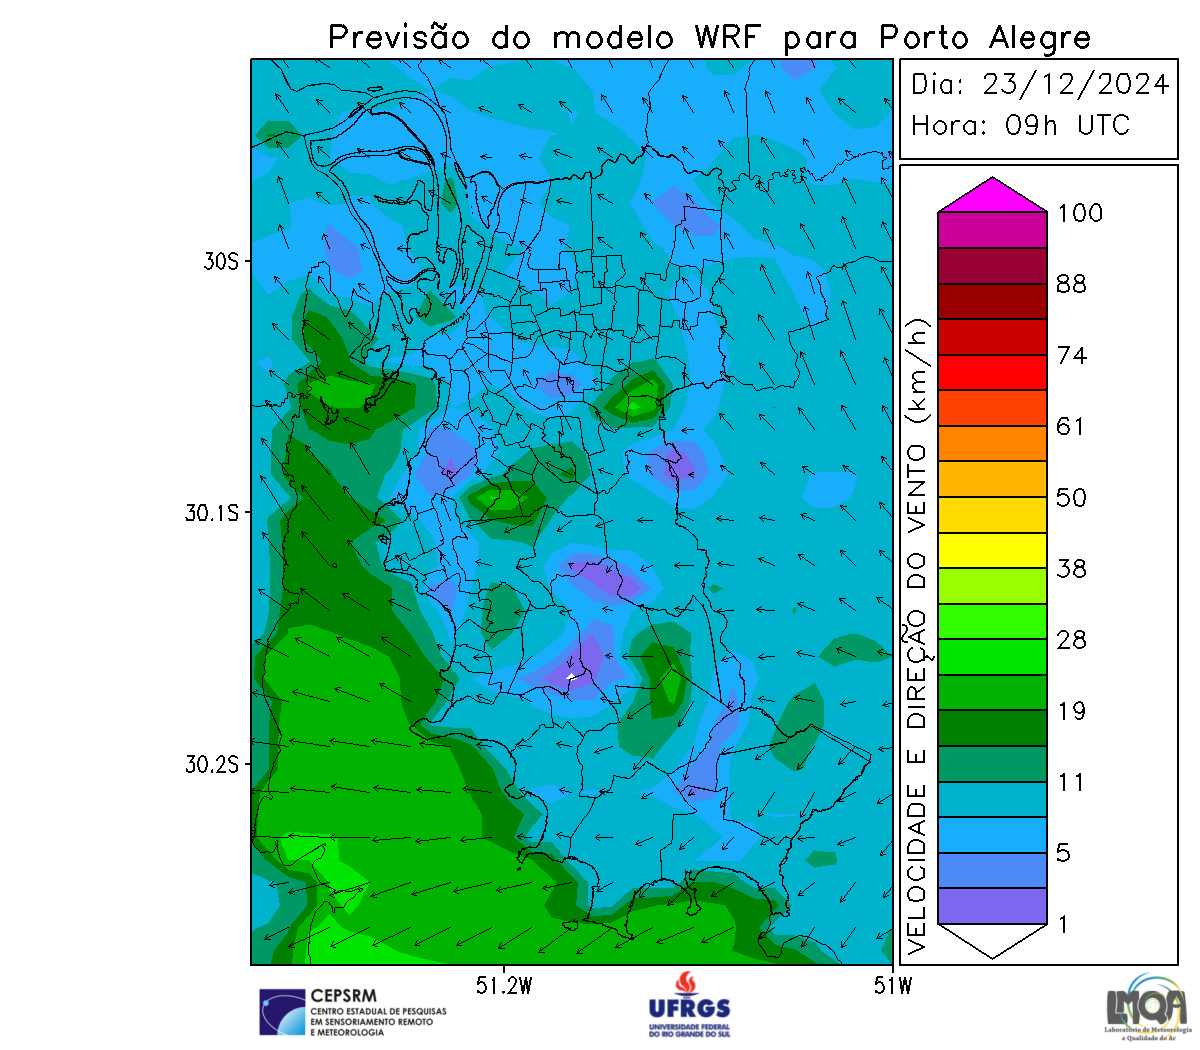 Previsão do modelo WRF para Porto Alegre
Dia: 23/12/2024
Hora: 09h UTC
VELOCIDADE E DIREÇÃO DO VENTO (km/h)
100
88
74
61
50
38
28
19
11
5
1
30S
30.1S
30.2S
51.2W
51W
CEPSRM
CENTRO ESTADUAL DE PESQUISAS
EM SENSORIAMENTO REMOTO
E METEOROLOGIA
UFRGS
UNIVERSIDADE FEDERAL
DO RIO GRANDE DO SUL
LMQA
Laboratório de Meteorologia
e Qualidade do Ar